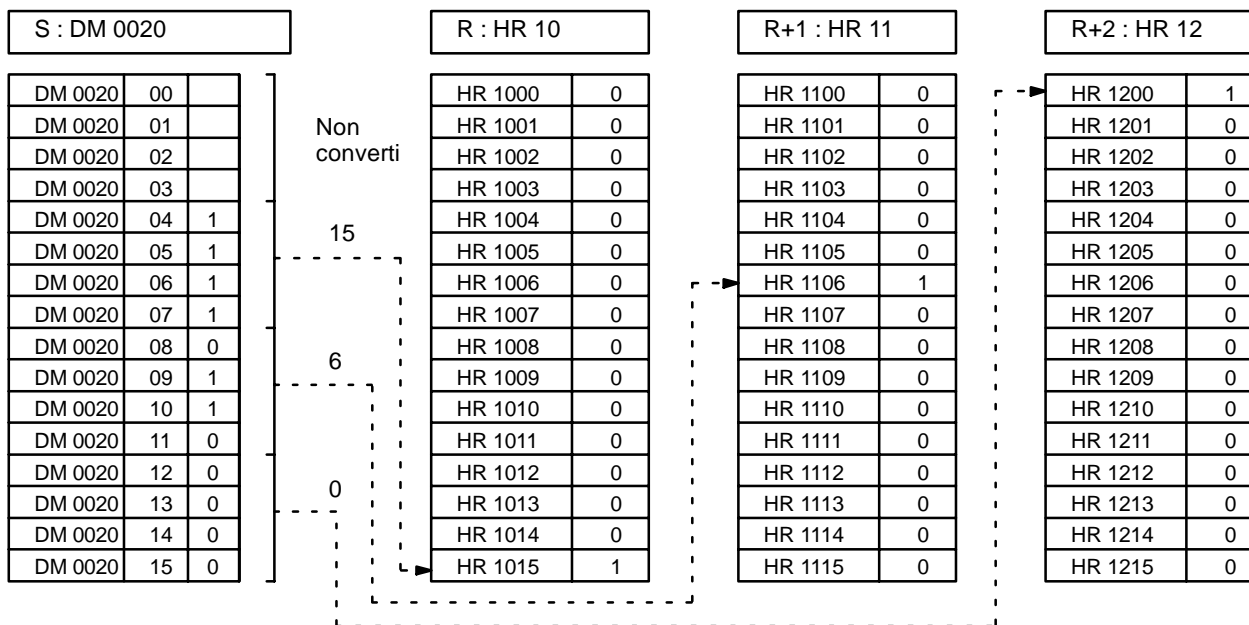 S : DM 0020 R : HR 10 R+1 : HR 11 R+2 : HR 12
DM 0020 00 HR 1000 0 HR 1100 0 HR 1200 1
DM 0020 01 Non HR 1001 0 HR 1101 0 HR 1201 0
DM 0020 02 converti HR 1002 0 HR 1102 0 HR 1202 0
DM 0020 03 HR 1003 0 HR 1103 0 HR 1203 0
DM 0020 04 1 15 HR 1004 0 HR 1104 0 HR 1204 0
DM 0020 05 1 HR 1005 0 HR 1105 0 HR 1205 0
DM 0020 06 1 HR 1006 0 HR 1106 1 HR 1206 0
DM 0020 07 1 HR 1007 0 HR 1107 0 HR 1207 0
DM 0020 08 0 6 HR 1008 0 HR 1108 0 HR 1208 0
DM 0020 09 1 HR 1009 0 HR 1109 0 HR 1209 0
DM 0020 10 1 HR 1010 0 HR 1110 0 HR 1210 0
DM 0020 11 0 HR 1011 0 HR 1111 0 HR 1211 0
DM 0020 12 0 0 HR 1012 0 HR 1112 0 HR 1212 0
DM 0020 13 0 HR 1013 0 HR 1113 0 HR 1213 0
DM 0020 14 0 HR 1014 0 HR 1114 0 HR 1214 0
DM 0020 15 0 HR 1015 1 HR 1115 0 HR 1215 0